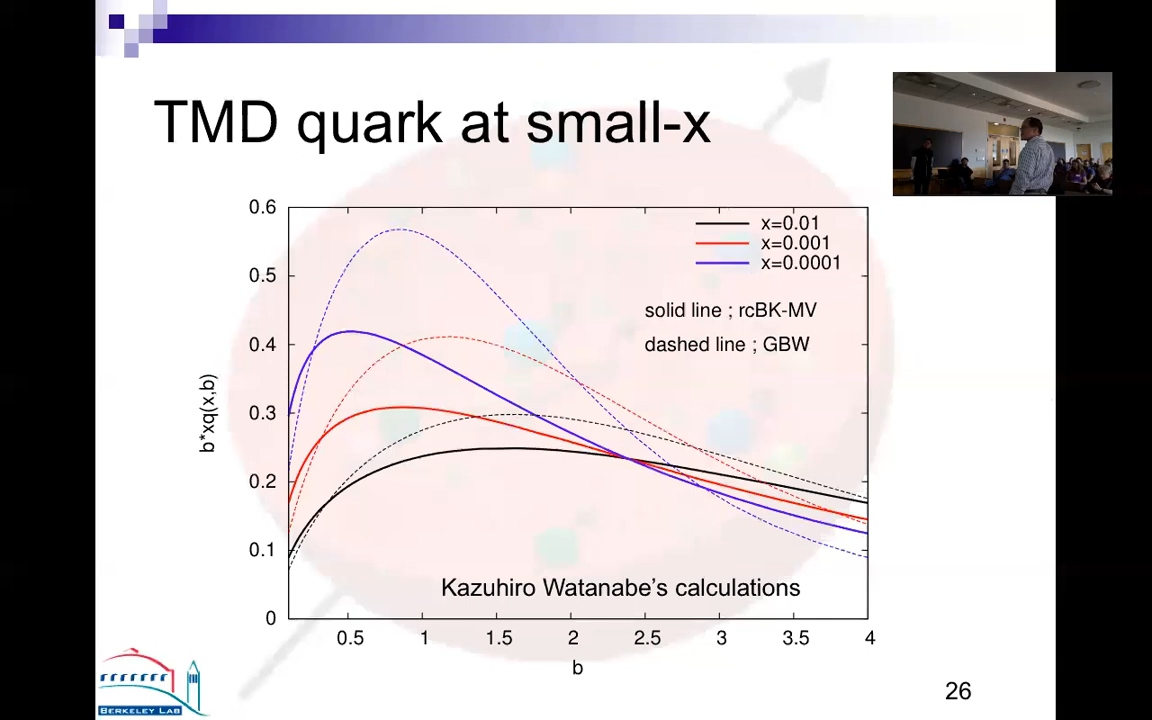 TMD quark at small-x
0.6
0.5
0.4
0.3
0.2
0.1
0
b*xq(x,b)
x=0.01
x=0.001
x=0.0001
solid line ; rcBK-MV
dashed line ; GBW
Kazuhiro Watanabe's calculations
0.5 1 1.5 2 2.5 3 3.5 4
b
BERKELEY LAB
26